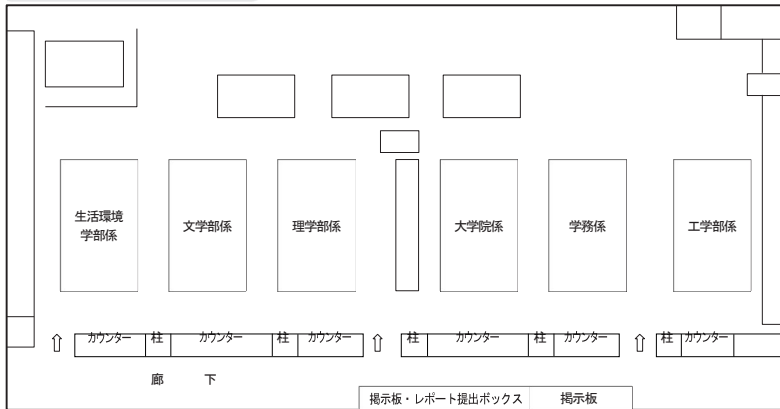 生活環境
学部係
文学部係
理学部係
大学院係
学務係
工学部係
カウンター 柱 カウンター 柱 カウンター 柱 カウンター 柱 カウンター 柱 カウンター
廊 下
掲示板・レポート提出ボックス 掲示板